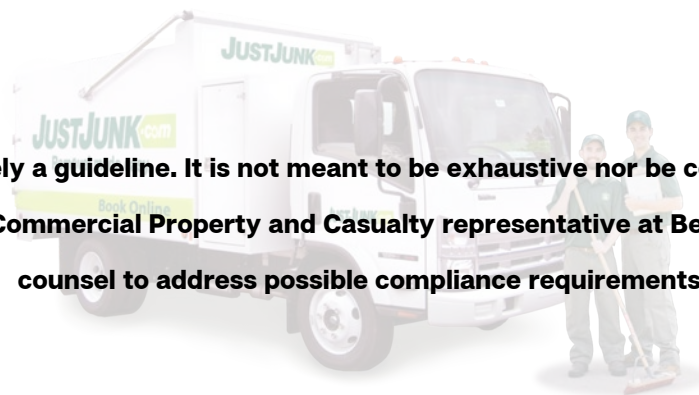 JUSTJUNK.com
JUSTJUNK.com
ely a guideline. It is not meant to be exhaustive nor be c
Book Online
Commercial Property and Casualty representative at Be
JUSTJUNK
counsel to address possible compliance requirements